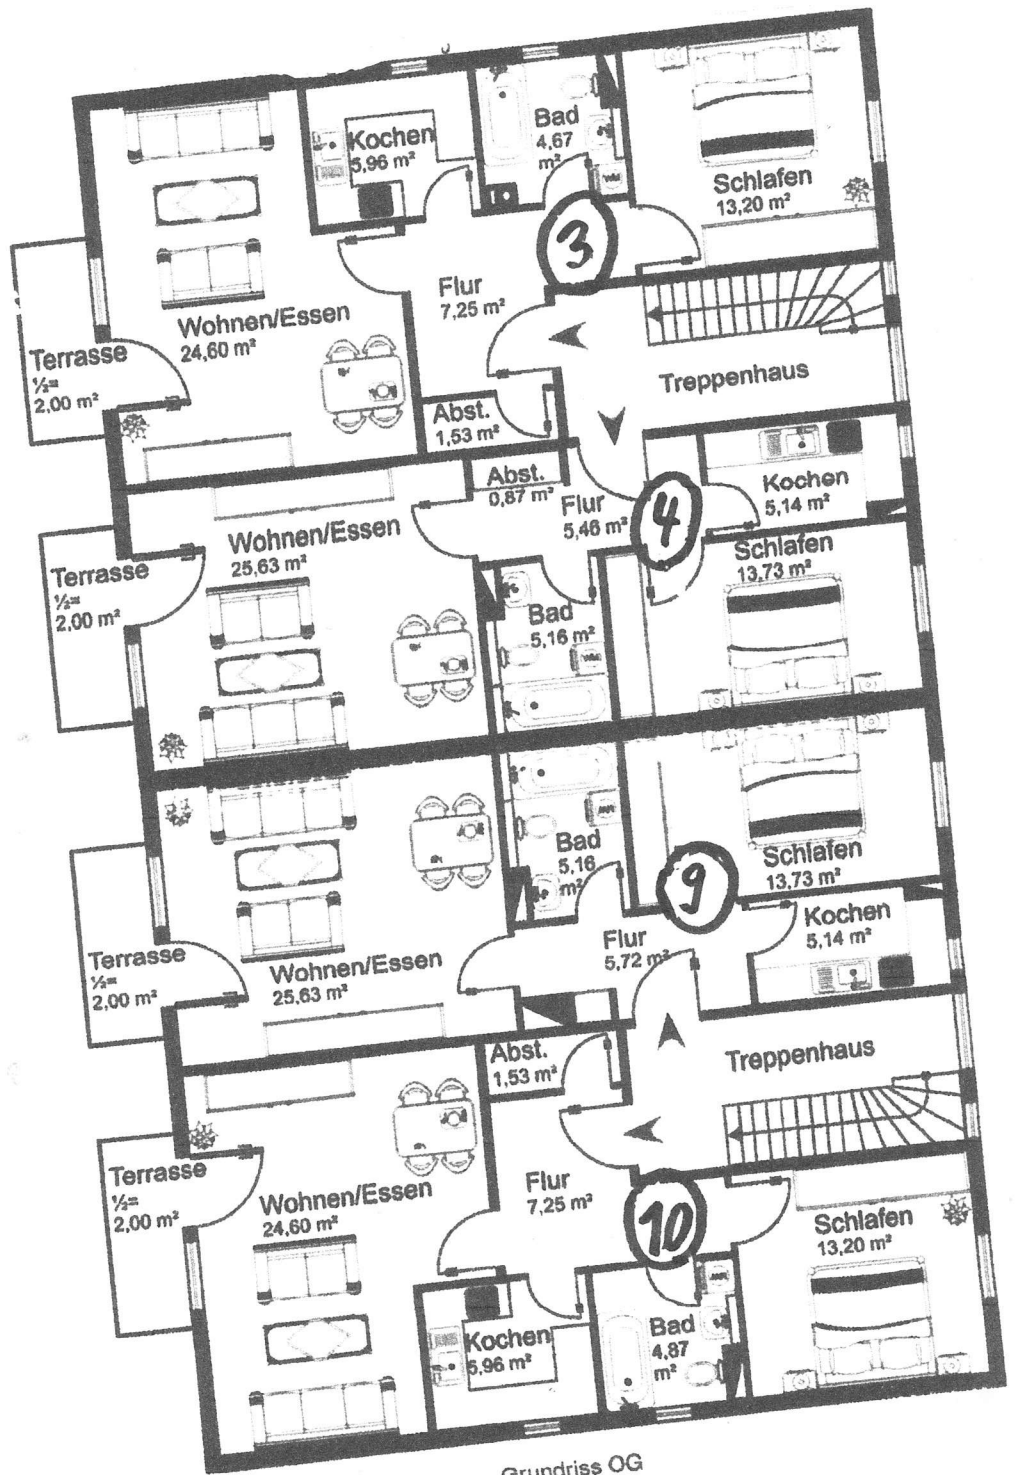 Kochen
5,96 m²
Bad
4,67
m²
WM
Schlafen
13,20 m²
3
Flur
7,25 m²
Wohnen/Essen
24,60 m²
Terrasse
½=
2,00 m²
Treppenhaus
Abst.
1,53 m²
Abst.
0,87 m²
Flur
5,46 m²
4
Kochen
5,14 m²
Wohnen/Essen
25,63 m²
Schlafen
13,73 m²
Terrasse
½=
2,00 m²
Bad
5,16 m²
WM
Bad
5,16
m²
WM
Schlafen
13,73 m²
9
Kochen
5,14 m²
Flur
5,72 m²
Terrasse
½=
2,00 m²
Wohnen/Essen
25,63 m²
Abst.
1,53 m²
Treppenhaus
Terrasse
½=
2,00 m²
Wohnen/Essen
24,60 m²
Flur
7,25 m²
10
Schlafen
13,20 m²
WM
Kochen
5,96 m²
Bad
4,87
m²
Grundriss OG